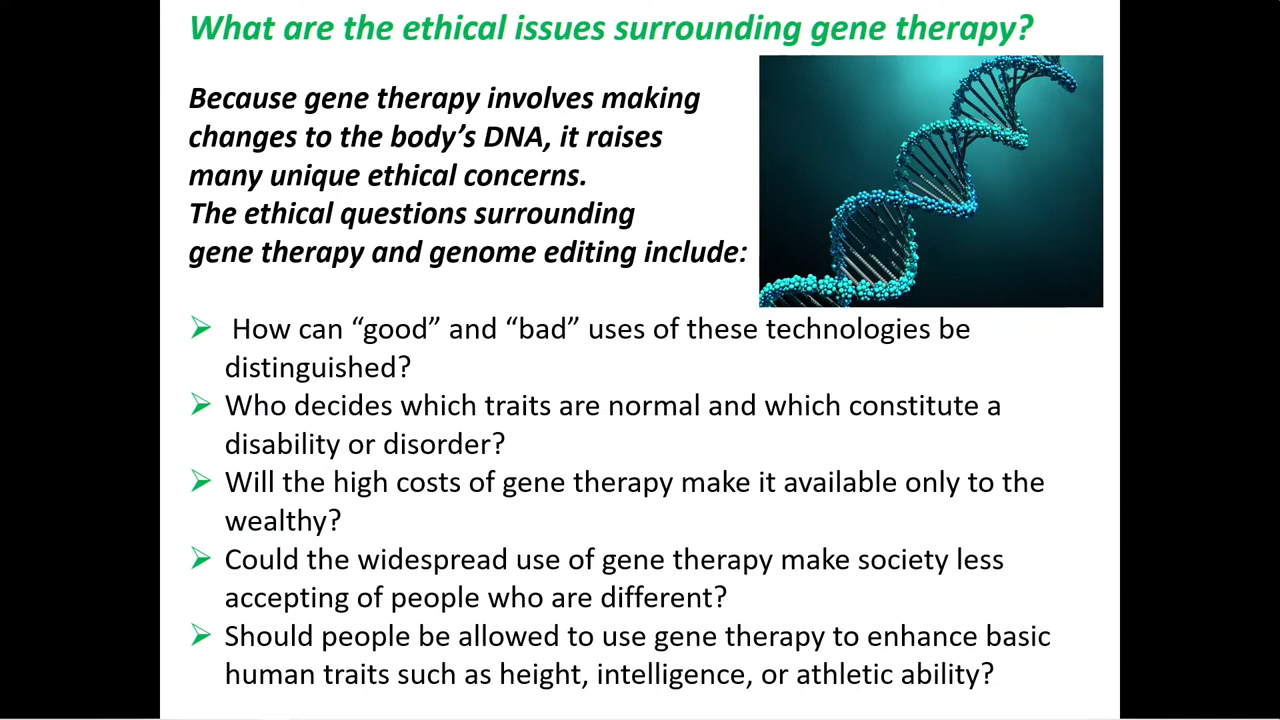 What are the ethical issues surrounding gene therapy?
Because gene therapy involves making
changes to the body’s DNA, it raises
many unique ethical concerns.
The ethical questions surrounding
gene therapy and genome editing include:
➢ How can “good” and “bad” uses of these technologies be
distinguished?
➢ Who decides which traits are normal and which constitute a
disability or disorder?
➢ Will the high costs of gene therapy make it available only to the
wealthy?
➢ Could the widespread use of gene therapy make society less
accepting of people who are different?
➢ Should people be allowed to use gene therapy to enhance basic
human traits such as height, intelligence, or athletic ability?